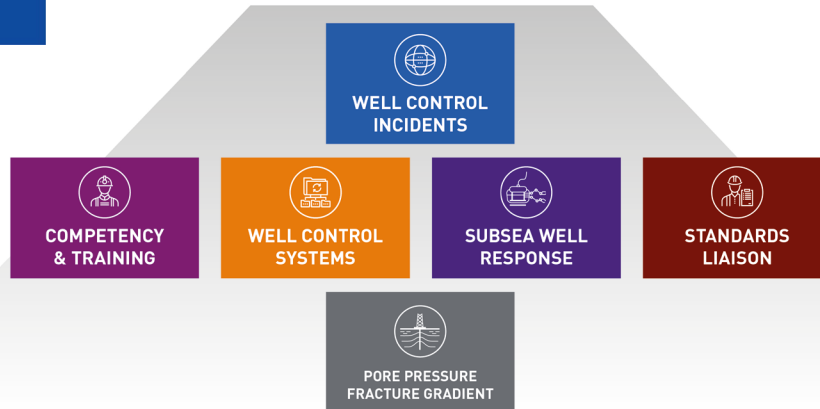 WELL CONTROL
INCIDENTS
COMPETENCY
& TRAINING
WELL CONTROL
SYSTEMS
SUBSEA WELL
RESPONSE
STANDARDS
LIAISON
PORE PRESSURE
FRACTURE GRADIENT